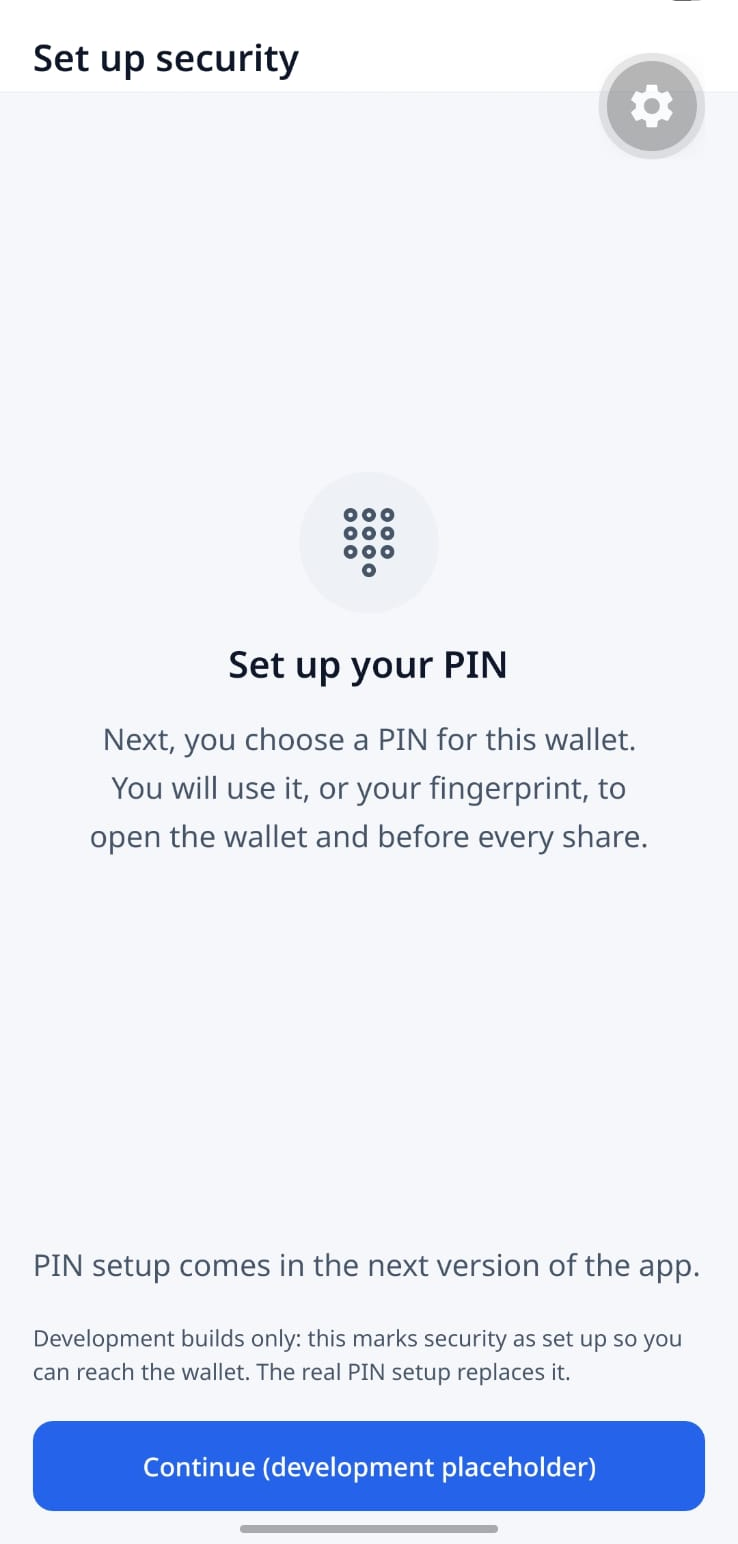 Set up security
Set up your PIN
Next, you choose a PIN for this wallet.
You will use it, or your fingerprint, to
open the wallet and before every share.
PIN setup comes in the next version of the app.
Development builds only: this marks security as set up so you
can reach the wallet. The real PIN setup replaces it.
Continue (development placeholder)